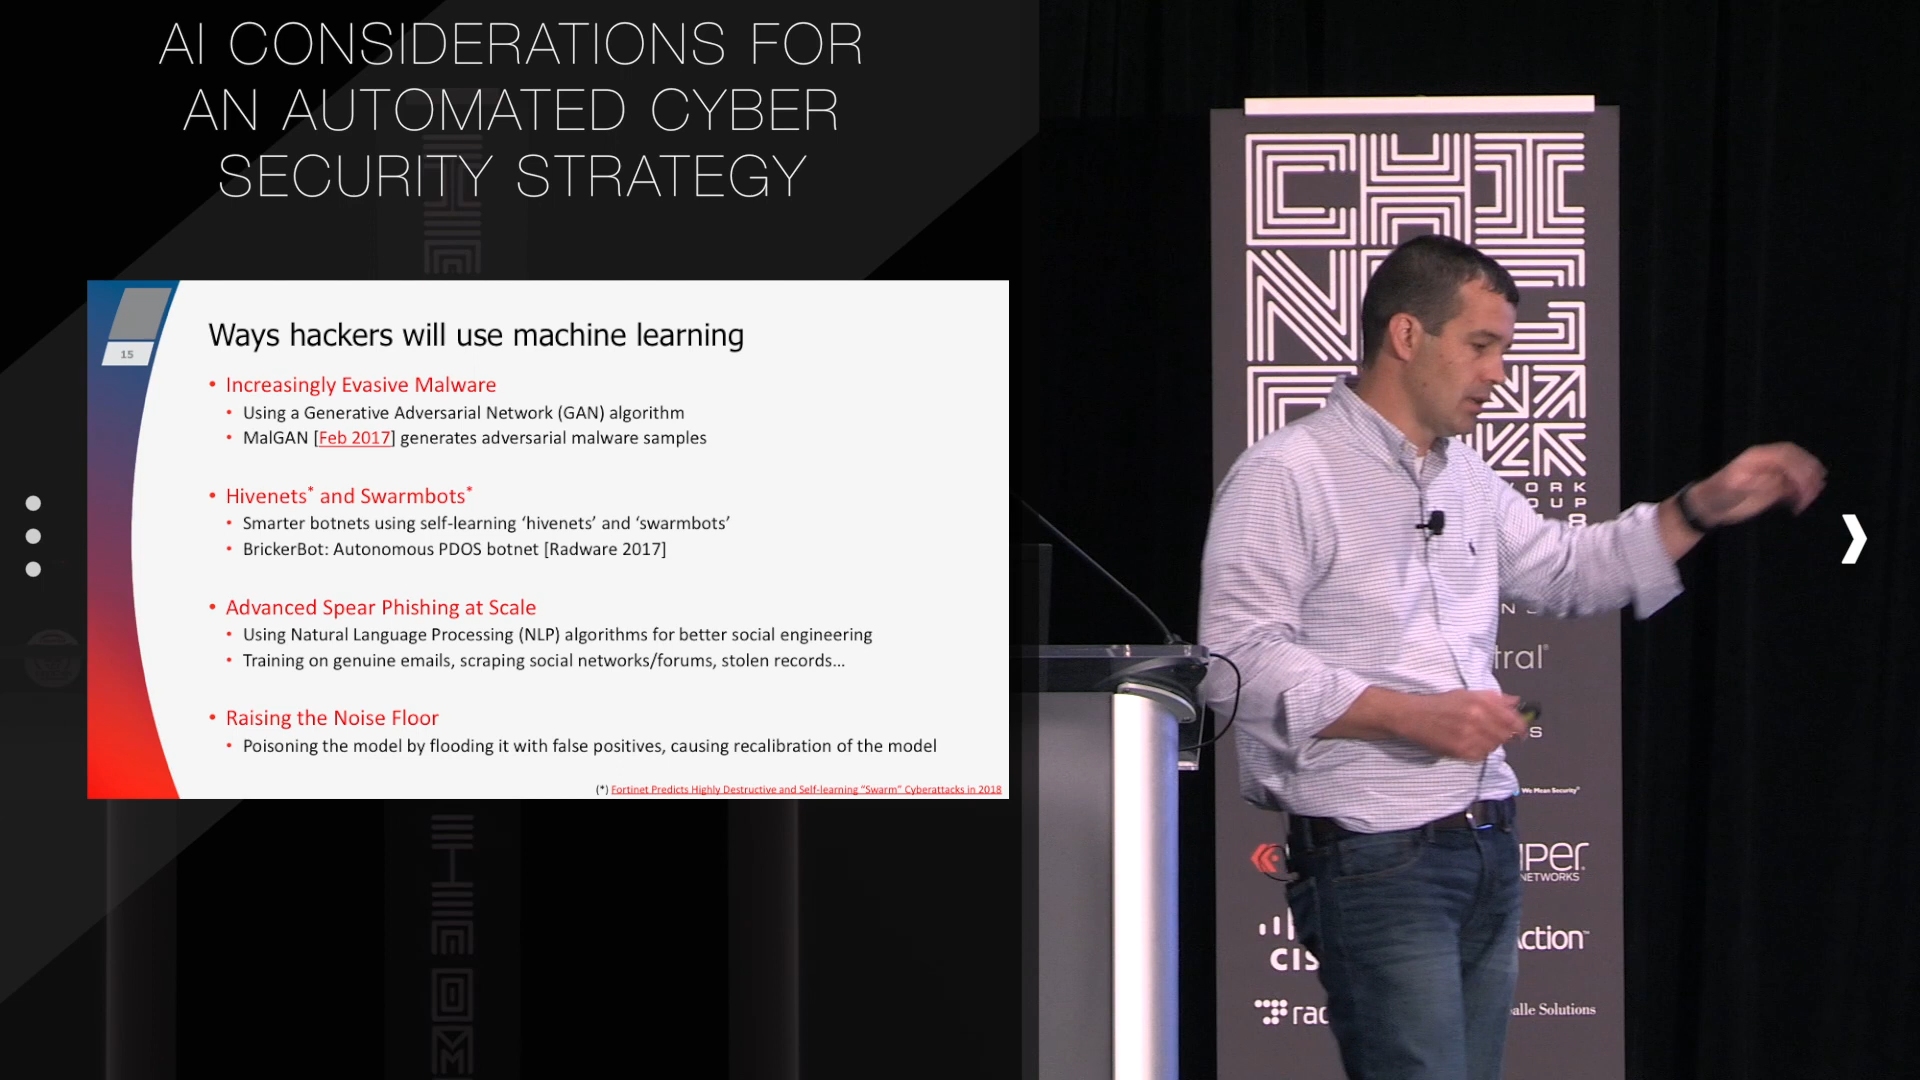 AI CONSIDERATIONS FOR
AN AUTOMATED CYBER
SECURITY STRATEGY
15
Ways hackers will use machine learning
• Increasingly Evasive Malware
• Using a Generative Adversarial Network (GAN) algorithm
• MalGAN [Feb 2017] generates adversarial malware samples
• Hivenets* and Swarmbots*
• Smarter botnets using self-learning ‘hivenets’ and ‘swarmbots’
• BrickerBot: Autonomous PDOS botnet [Radware 2017]
• Advanced Spear Phishing at Scale
• Using Natural Language Processing (NLP) algorithms for better social engineering
• Training on genuine emails, scraping social networks/forums, stolen records...
• Raising the Noise Floor
• Poisoning the model by flooding it with false positives, causing recalibration of the model
(*) Fortinet Predicts Highly Destructive and Self-learning “Swarm” Cyberattacks in 2018
CHI
We Mean Security®
NETWORKS
Solutions